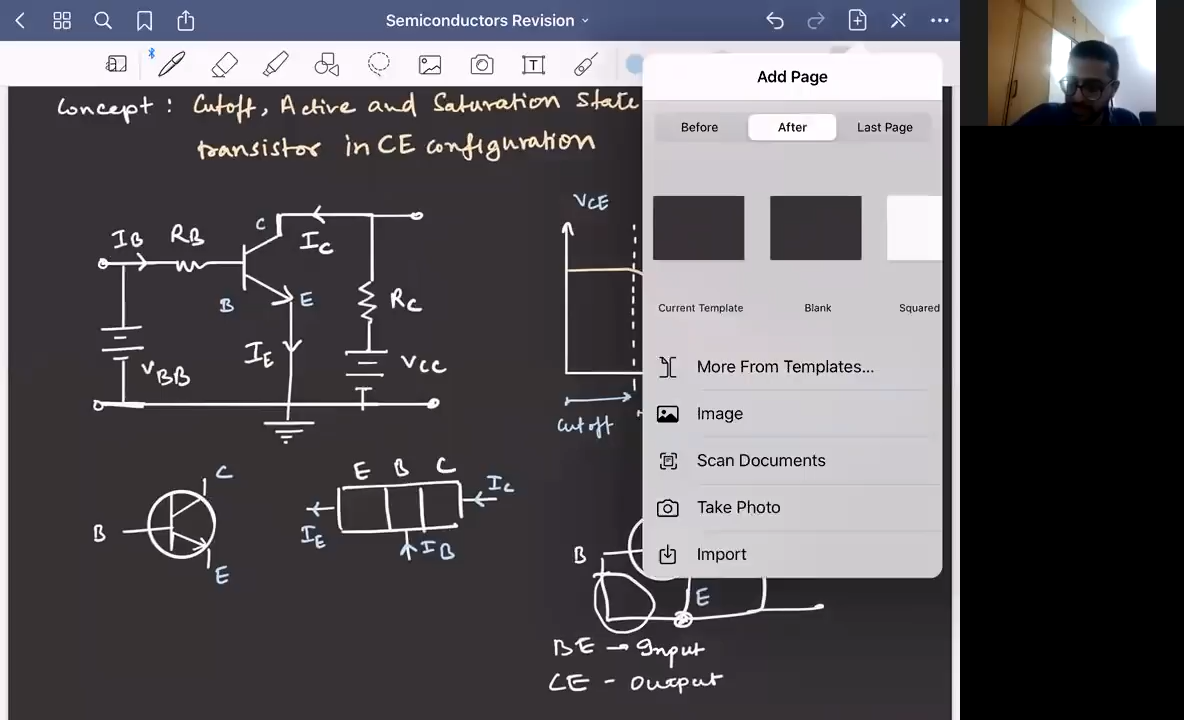 Semiconductors Revision
Add Page
Before After Last Page
Current Template Blank Squared
More From Templates...
Image
Scan Documents
Take Photo
Import
Concept : Cutoff, Active and Saturation State
transistor in CE configuration
IB RB C IC
B E RC
IE VBB VCC
VCE
Cutoff
E B C
IC
IE IB
C
B
E
B
E
BE → Input
CE - Output
T